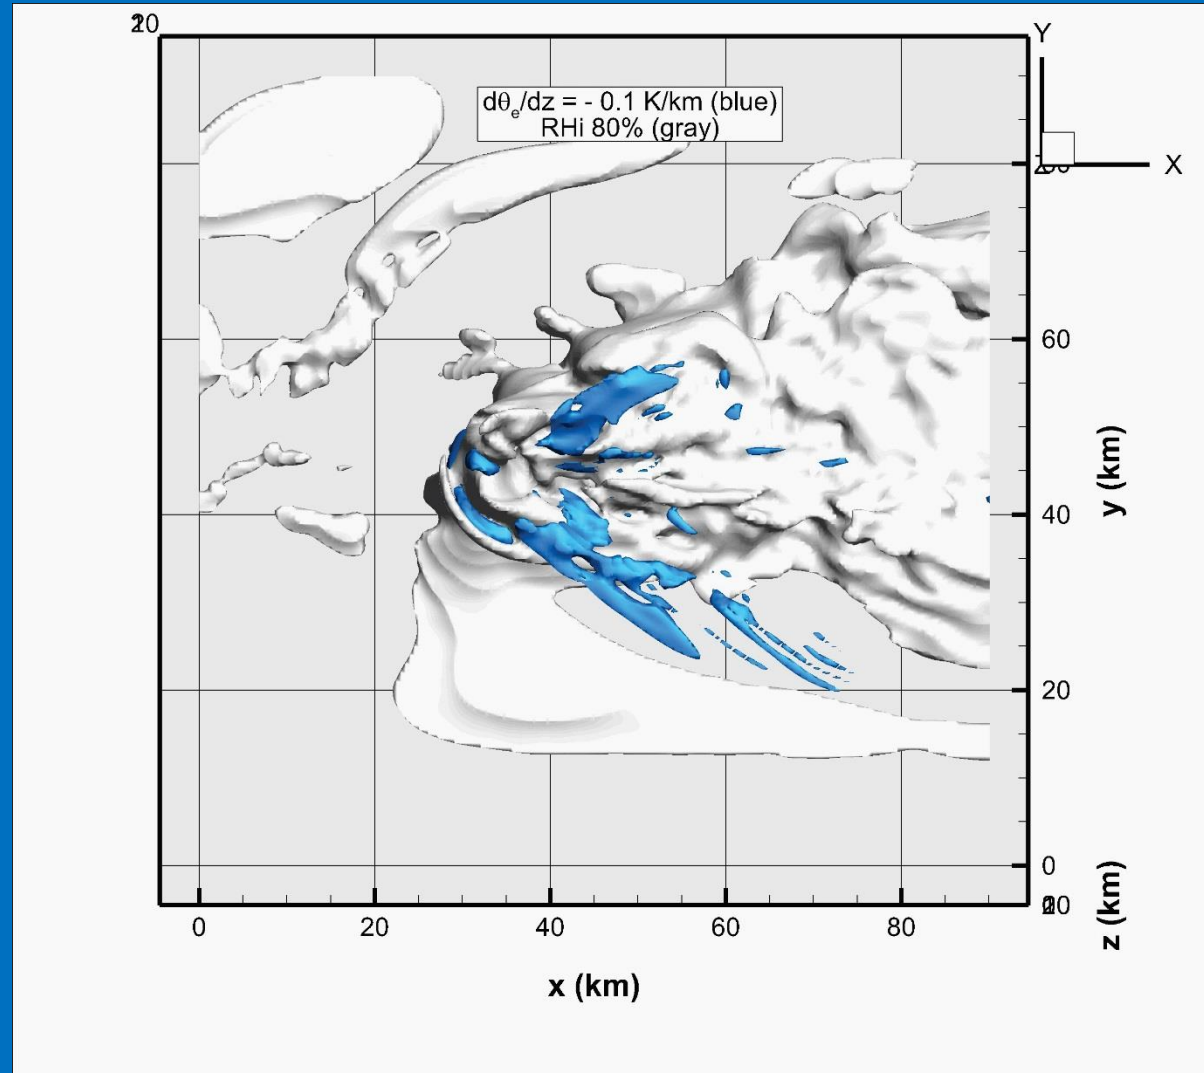 Y
dθₑ/dz = - 0.1 K/km (blue)
RHi 80% (gray)
X
60
40
20
0
y (km)
z (km)
0 20 40 60 80
x (km)